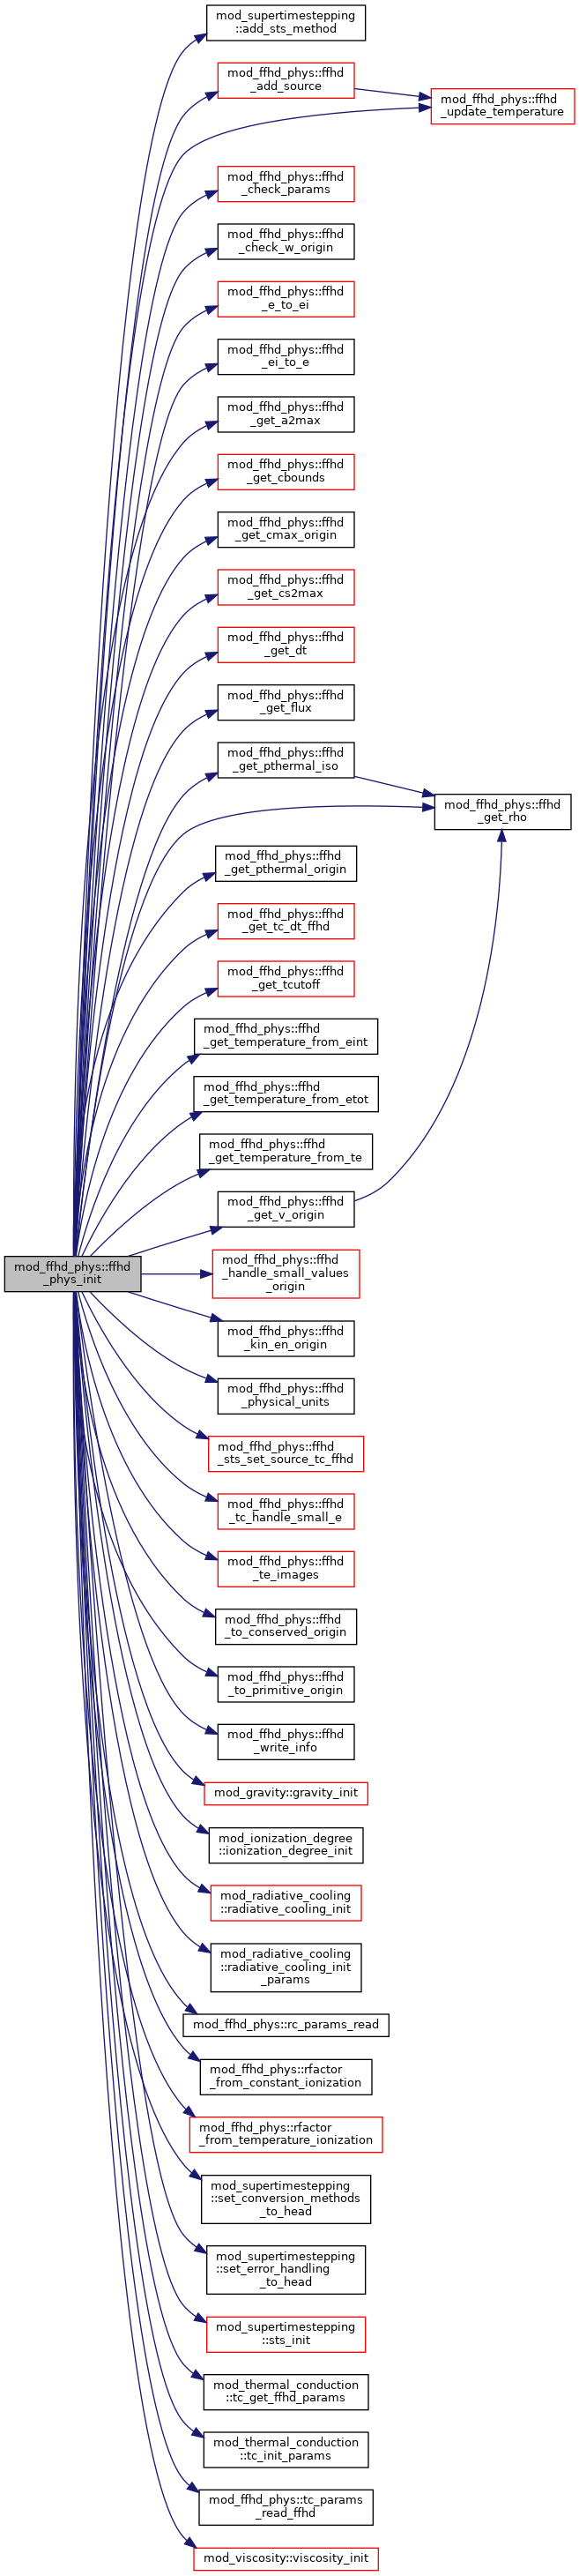 mod_supertimestepping
::add_sts_method
mod_ffhd_phys::ffhd
_add_source
mod_ffhd_phys::ffhd
_update_temperature
mod_ffhd_phys::ffhd
_check_params
mod_ffhd_phys::ffhd
_check_w_origin
mod_ffhd_phys::ffhd
_e_to_ei
mod_ffhd_phys::ffhd
_ei_to_e
mod_ffhd_phys::ffhd
_get_a2max
mod_ffhd_phys::ffhd
_get_cbounds
mod_ffhd_phys::ffhd
_get_cmax_origin
mod_ffhd_phys::ffhd
_get_cs2max
mod_ffhd_phys::ffhd
_get_dt
mod_ffhd_phys::ffhd
_get_flux
mod_ffhd_phys::ffhd
_get_pthermal_iso
mod_ffhd_phys::ffhd
_get_rho
mod_ffhd_phys::ffhd
_get_pthermal_origin
mod_ffhd_phys::ffhd
_get_tc_dt_ffhd
mod_ffhd_phys::ffhd
_get_tcutoff
mod_ffhd_phys::ffhd
_get_temperature_from_eint
mod_ffhd_phys::ffhd
_get_temperature_from_etot
mod_ffhd_phys::ffhd
_get_temperature_from_te
mod_ffhd_phys::ffhd
_get_v_origin
mod_ffhd_phys::ffhd
_phys_init
mod_ffhd_phys::ffhd
_handle_small_values
_origin
mod_ffhd_phys::ffhd
_kin_en_origin
mod_ffhd_phys::ffhd
_physical_units
mod_ffhd_phys::ffhd
_sts_set_source_tc_ffhd
mod_ffhd_phys::ffhd
_tc_handle_small_e
mod_ffhd_phys::ffhd
_te_images
mod_ffhd_phys::ffhd
_to_conserved_origin
mod_ffhd_phys::ffhd
_to_primitive_origin
mod_ffhd_phys::ffhd
_write_info
mod_gravity::gravity_init
mod_ionization_degree
::ionization_degree_init
mod_radiative_cooling
::radiative_cooling_init
mod_radiative_cooling
::radiative_cooling_init
_params
mod_ffhd_phys::rc_params_read
mod_ffhd_phys::rfactor
_from_constant_ionization
mod_ffhd_phys::rfactor
_from_temperature_ionization
mod_supertimestepping
::set_conversion_methods
_to_head
mod_supertimestepping
::set_error_handling
_to_head
mod_supertimestepping
::sts_init
mod_thermal_conduction
::tc_get_ffhd_params
mod_thermal_conduction
::tc_init_params
mod_ffhd_phys::tc_params
_read_ffhd
mod_viscosity::viscosity_init